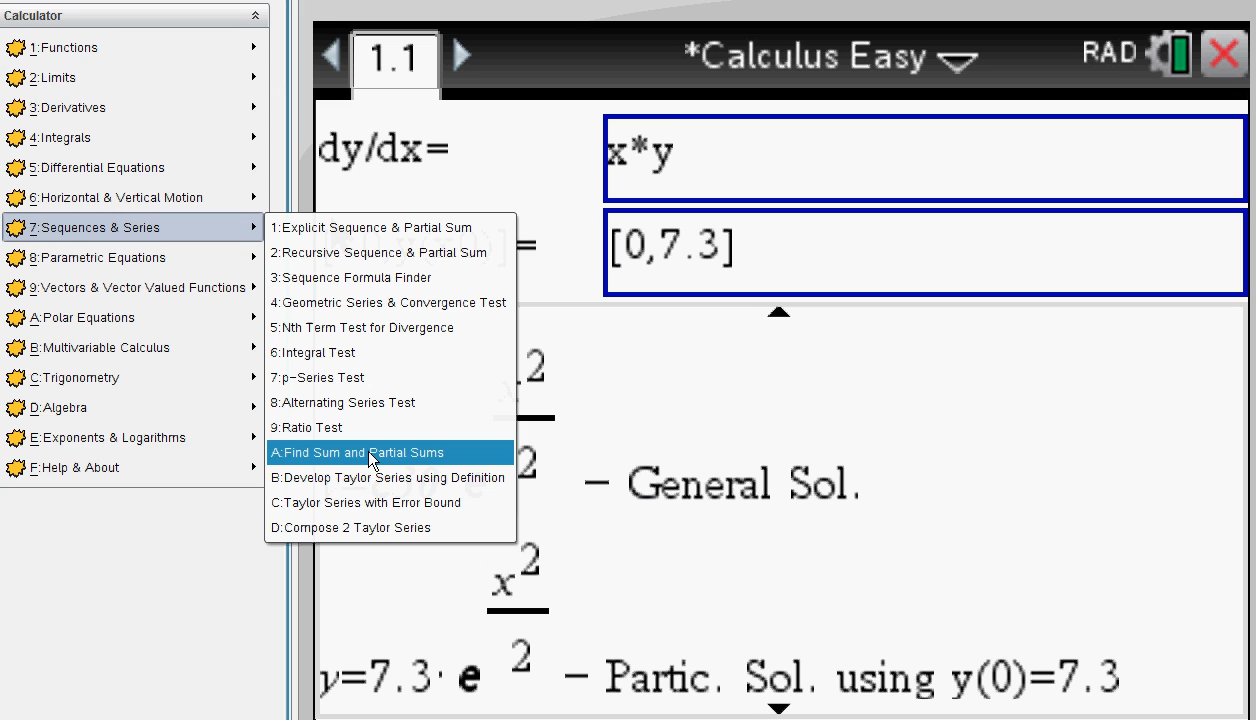 Calculator
1:Functions
2:Limits
3:Derivatives
4:Integrals
5:Differential Equations
6:Horizontal & Vertical Motion
7:Sequences & Series
8:Parametric Equations
9:Vectors & Vector Valued Functions
A:Polar Equations
B:Multivariable Calculus
C:Trigonometry
D:Algebra
E:Exponents & Logarithms
F:Help & About
1:Explicit Sequence & Partial Sum
2:Recursive Sequence & Partial Sum
3:Sequence Formula Finder
4:Geometric Series & Convergence Test
5:Nth Term Test for Divergence
6:Integral Test
7:p-Series Test
8:Alternating Series Test
9:Ratio Test
A:Find Sum and Partial Sums
B:Develop Taylor Series using Definition
C:Taylor Series with Error Bound
D:Compose 2 Taylor Series
1.1
*Calculus Easy
RAD
dy/dx=
x*y
=
[0,7.3]
x2
2
– General Sol.
x2
2
y=7.3· e – Partic. Sol. using y(0)=7.3